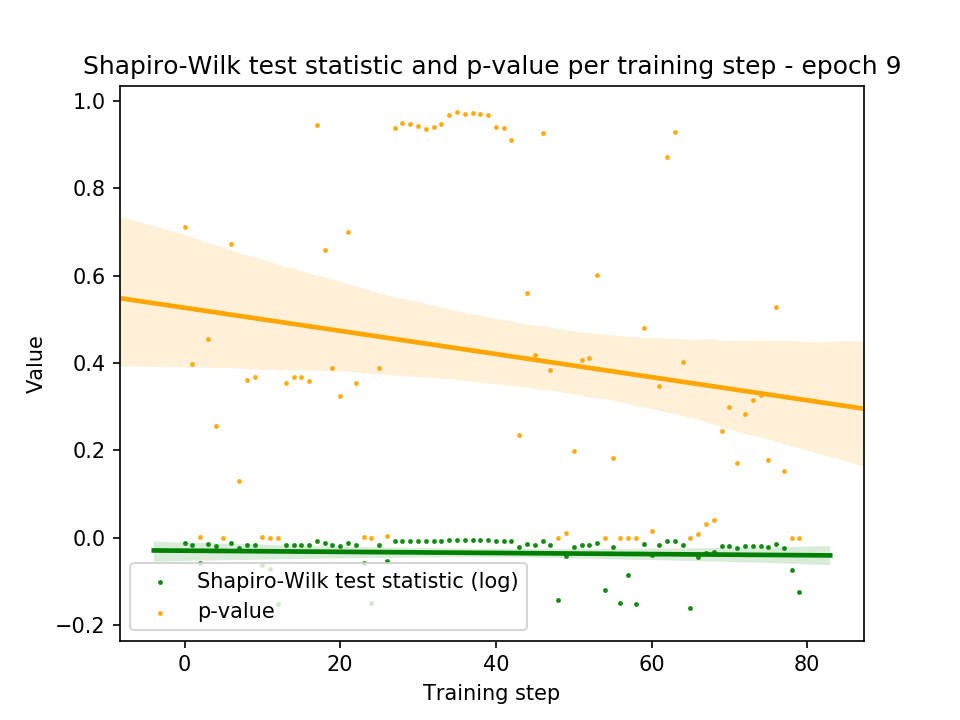 Shapiro-Wilk test statistic and p-value per training step - epoch 9
Value
1.0
0.8
0.6
0.4
0.2
0.0
−0.2
Shapiro-Wilk test statistic (log)
p-value
0 20 40 60 80
Training step